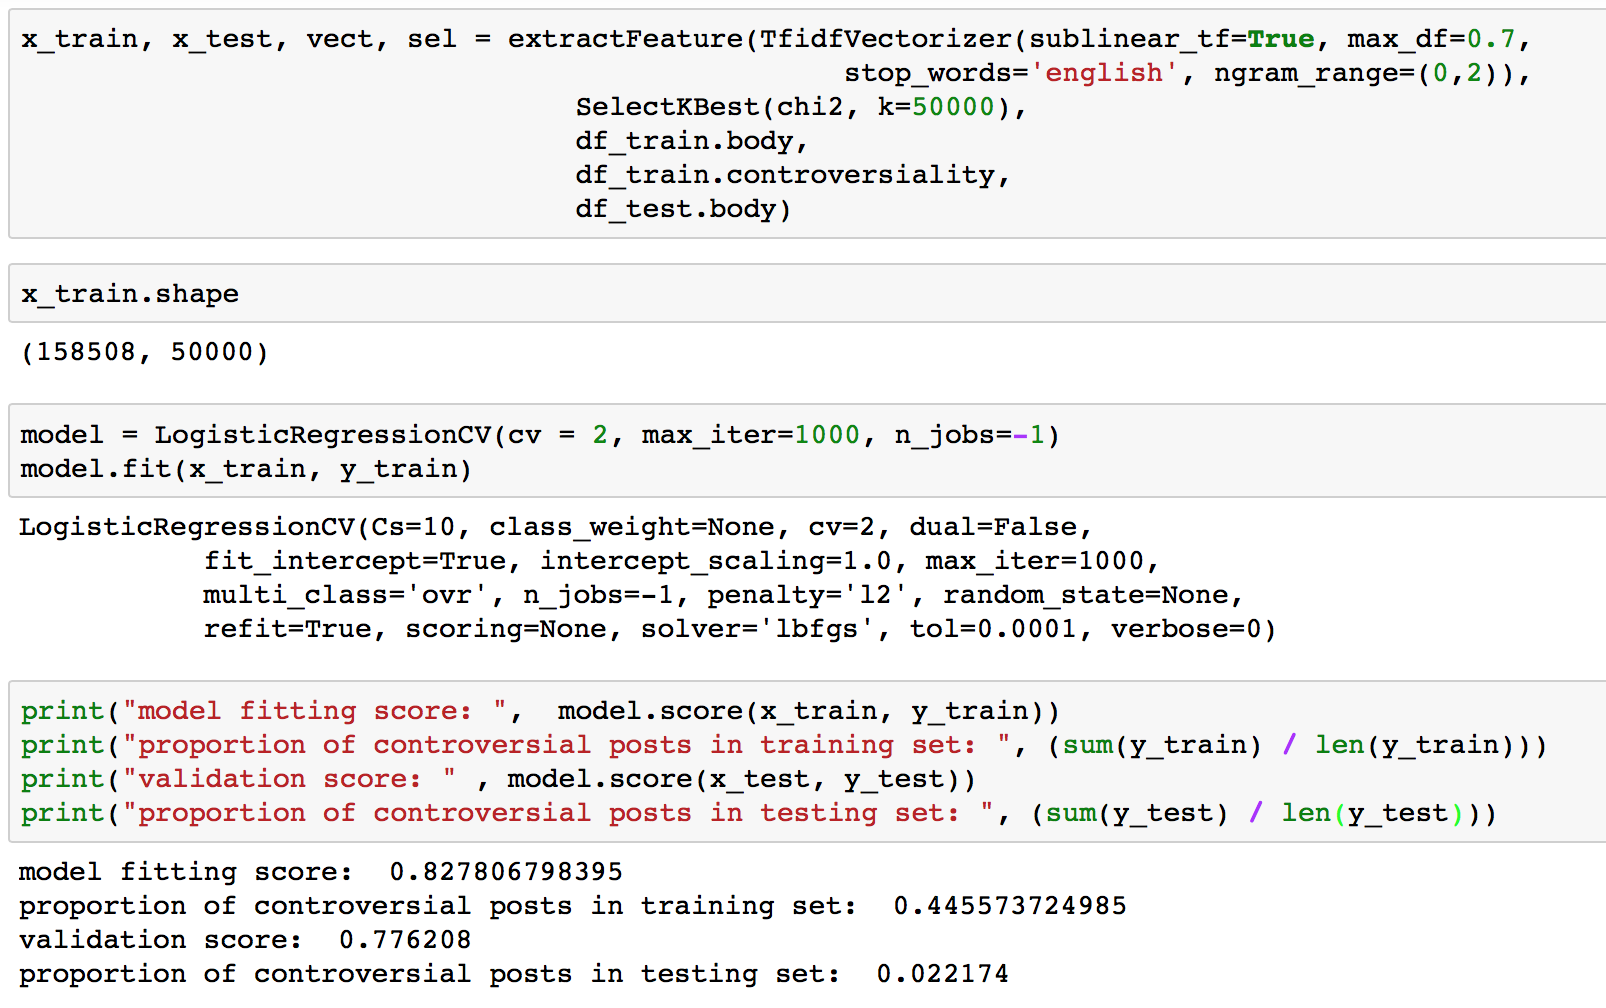 x_train, x_test, vect, sel = extractFeature(TfidfVectorizer(sublinear_tf=True, max_df=0.7,
stop_words='english', ngram_range=(0,2)),
SelectKBest(chi2, k=50000),
df_train.body,
df_train.controversiality,
df_test.body)
x_train.shape
(158508, 50000)
model = LogisticRegressionCV(cv = 2, max_iter=1000, n_jobs=-1)
model.fit(x_train, y_train)
LogisticRegressionCV(Cs=10, class_weight=None, cv=2, dual=False,
fit_intercept=True, intercept_scaling=1.0, max_iter=1000,
multi_class='ovr', n_jobs=-1, penalty='l2', random_state=None,
refit=True, scoring=None, solver='lbfgs', tol=0.0001, verbose=0)
print("model fitting score: ",  model.score(x_train, y_train))
print("proportion of controversial posts in training set: ", (sum(y_train) / len(y_train)))
print("validation score: " , model.score(x_test, y_test))
print("proportion of controversial posts in testing set: ", (sum(y_test) / len(y_test)))
model fitting score:  0.827806798395
proportion of controversial posts in training set:  0.445573724985
validation score:  0.776208
proportion of controversial posts in testing set:  0.022174